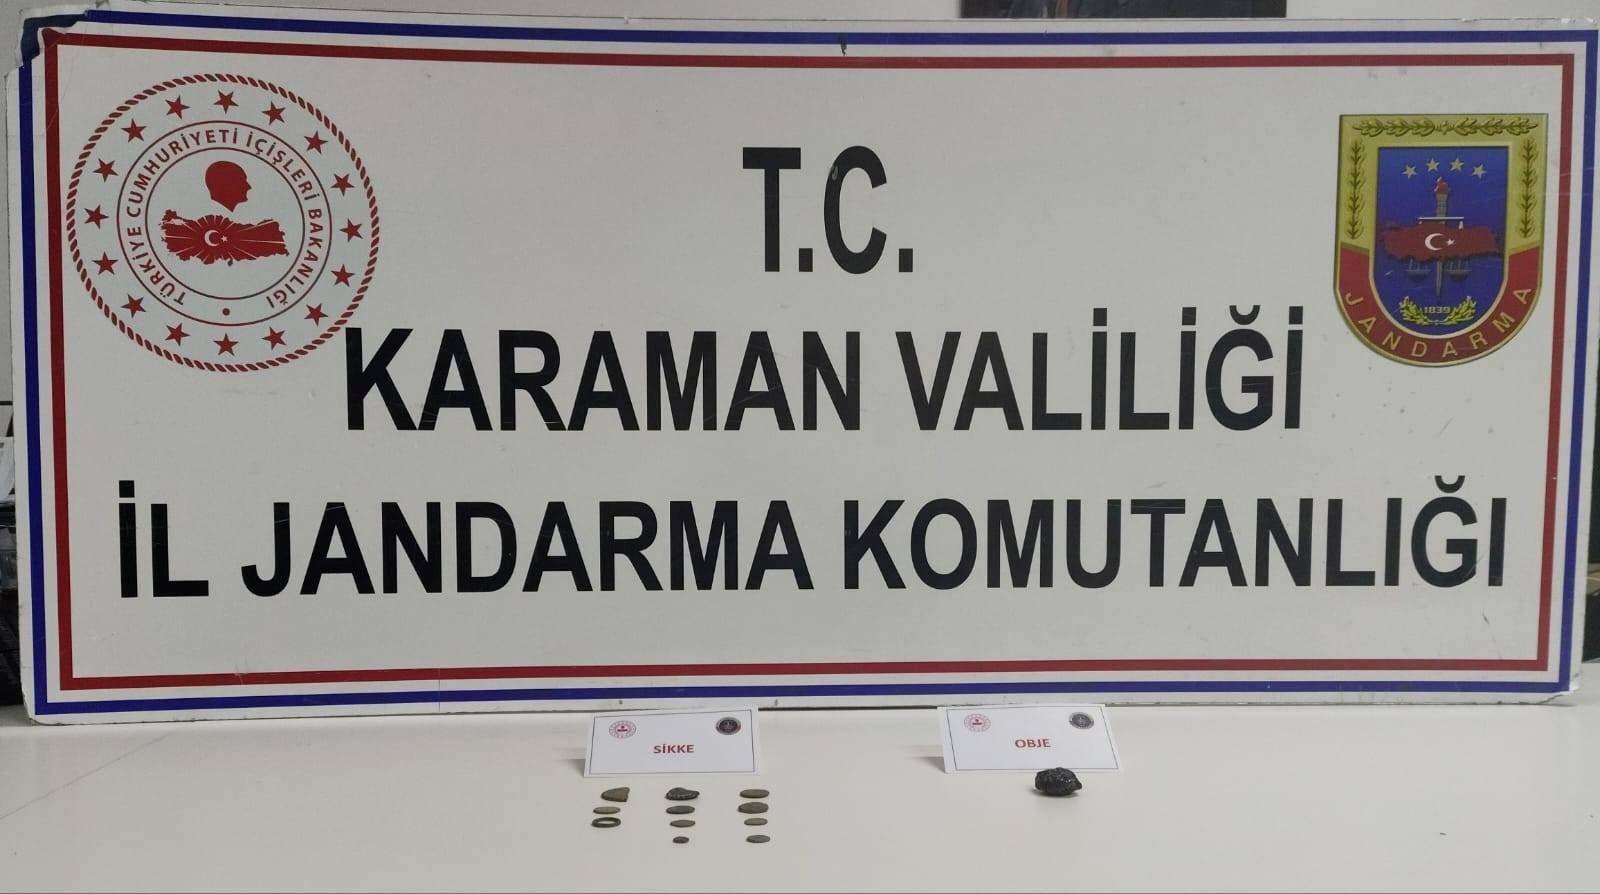 TÜRKİYE CUMHURİYETİ İÇİŞLERİ BAKANLIĞI
T.C.
KARAMAN VALİLİĞİ
İL JANDARMA KOMUTANLIĞI
1839
JANDARMA
SİKKE
OBJE